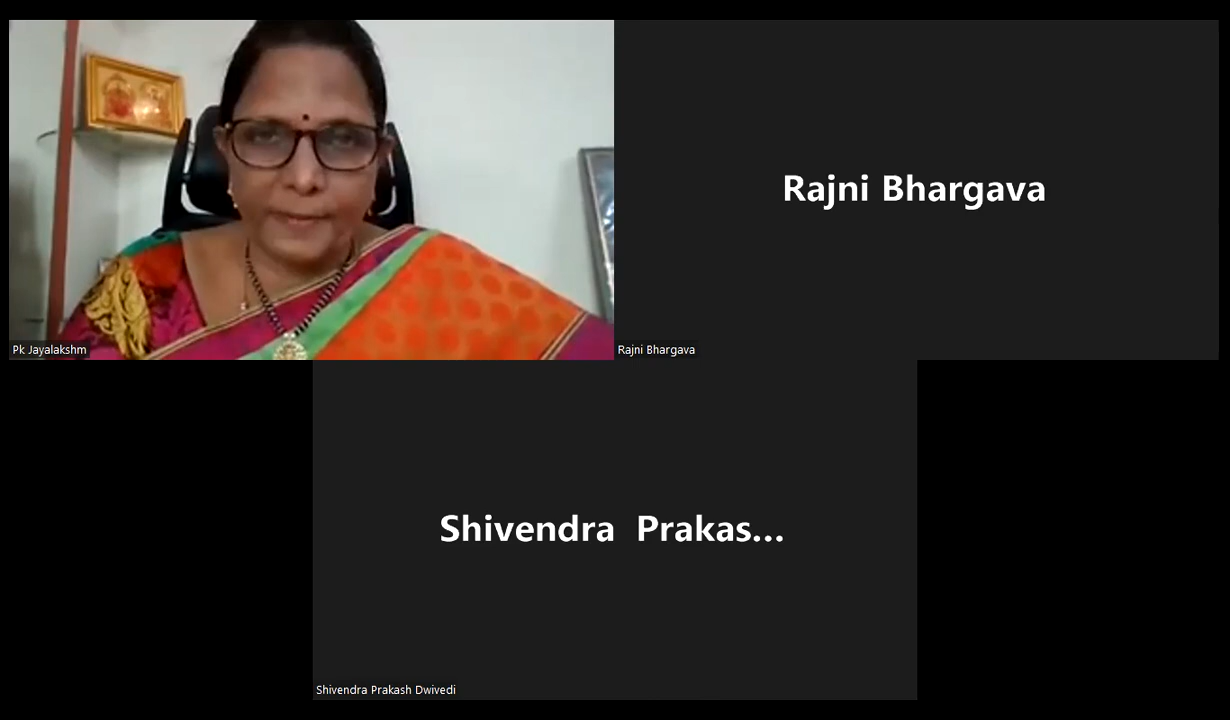 Rajni Bhargava
Pk Jayalakshm
Rajni Bhargava
Shivendra Prakas...
Shivendra Prakash Dwivedi